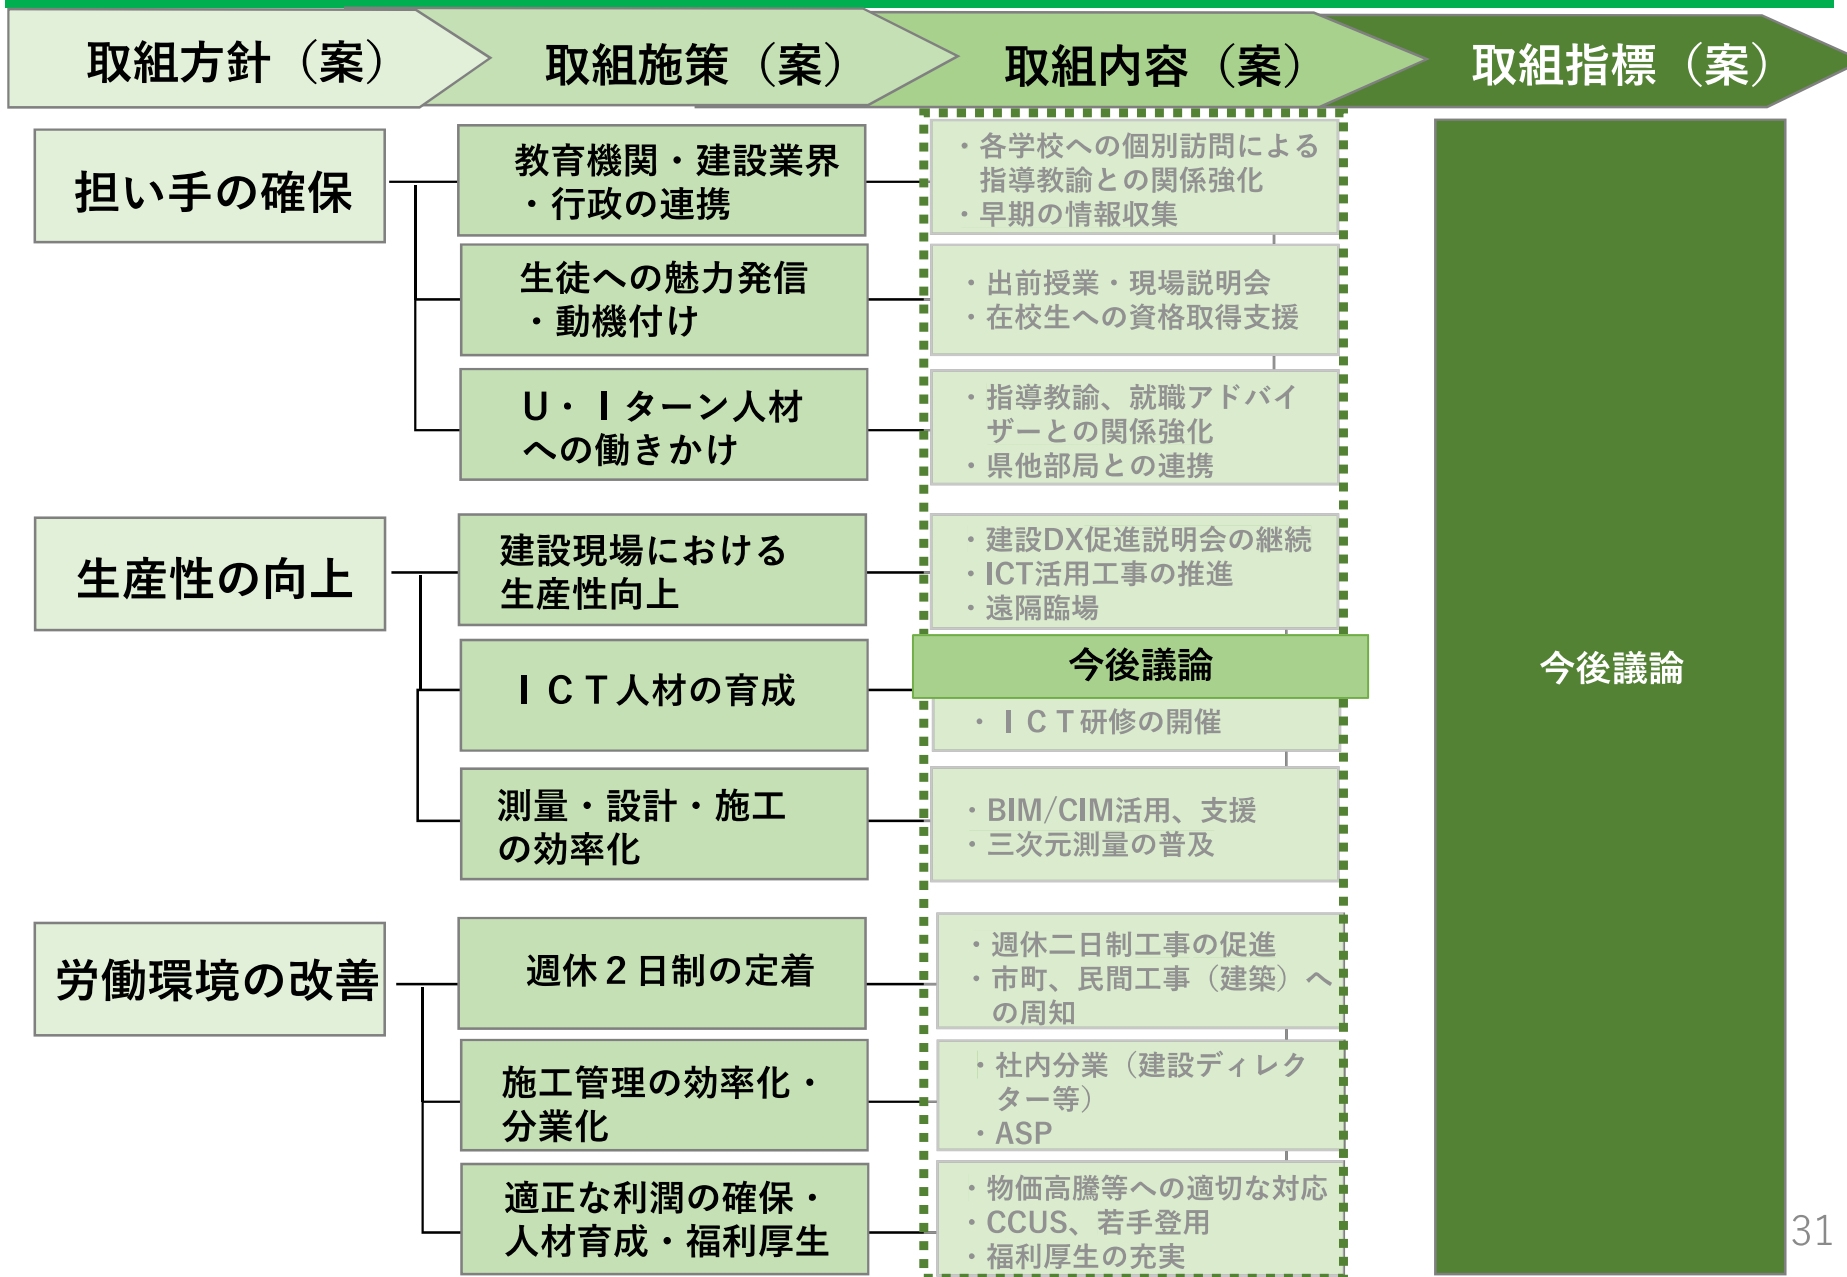 取組方針（案）
取組施策（案）
取組内容（案）
取組指標（案）
担い手の確保
教育機関・建設業界
・行政の連携
・各学校への個別訪問による
指導教諭との関係強化
・早期の情報収集
生徒への魅力発信
・動機付け
・出前授業・現場説明会
・在校生への資格取得支援
Ｕ・Ｉターン人材
への働きかけ
・指導教諭、就職アドバイ
ザーとの関係強化
・県他部局との連携
生産性の向上
建設現場における
生産性向上
・建設DX促進説明会の継続
・ICT活用工事の推進
・遠隔臨場
ＩＣＴ人材の育成
今後議論
・ＩＣＴ研修の開催
測量・設計・施工
の効率化
・BIM/CIM活用、支援
・三次元測量の普及
労働環境の改善
週休２日制の定着
・週休二日制工事の促進
・市町、民間工事（建築）へ
の周知
施工管理の効率化・
分業化
・社内分業（建設ディレク
ター等）
・ASP
適正な利潤の確保・
人材育成・福利厚生
・物価高騰等への適切な対応
・CCUS、若手登用
・福利厚生の充実
今後議論
31